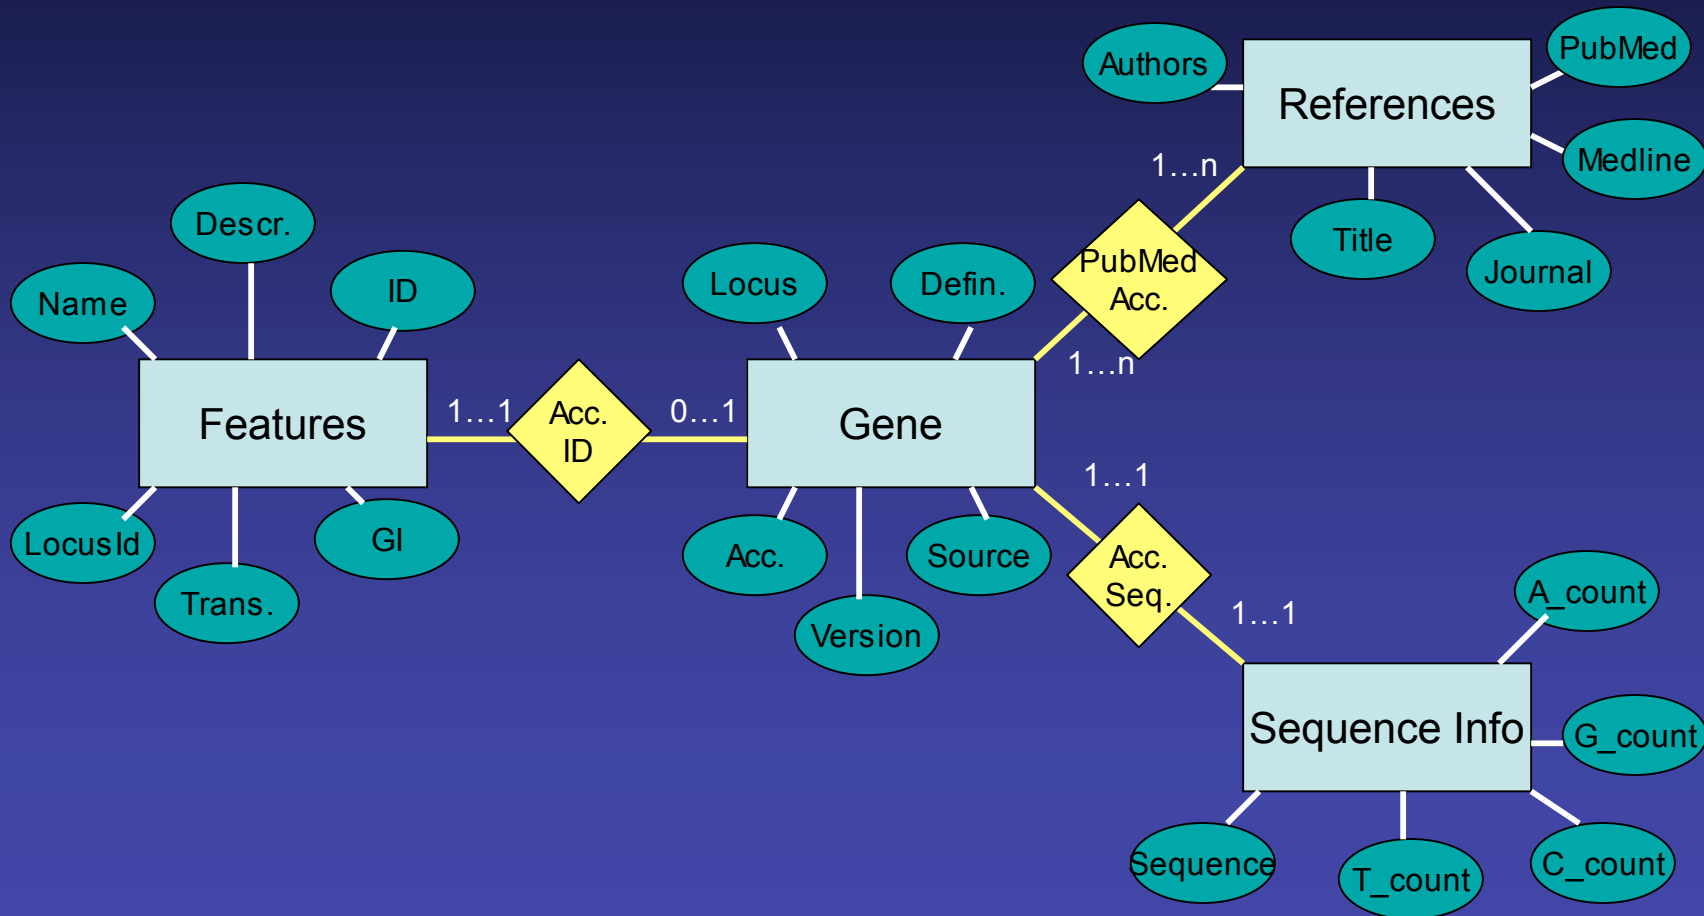 PubMed
Authors
References
Medline
1...n
Title
Journal
PubMed
Acc.
Descr.
Name
ID
Locus
Defin.
1...n
Features
1...1
Acc.
ID
0...1
Gene
1...1
LocusId
GI
Trans.
Acc.
Source
Version
Acc.
Seq.
1...1
A_count
Sequence Info
G_count
Sequence
T_count
C_count